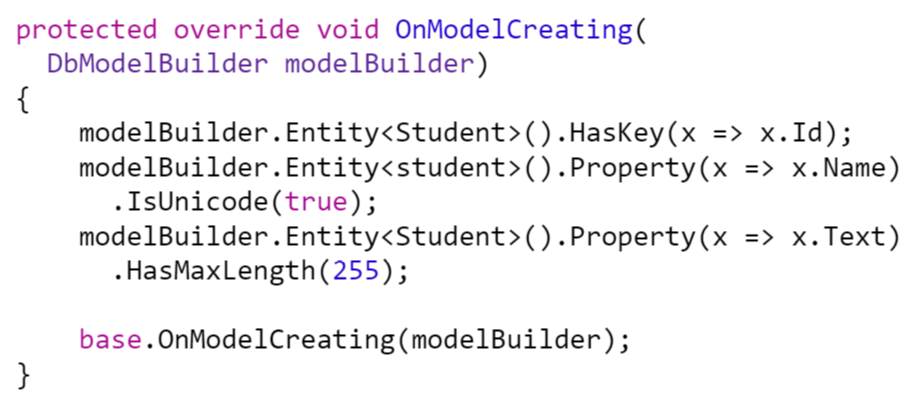 protected override void OnModelCreating(
  DbModelBuilder modelBuilder)
{
    modelBuilder.Entity<Student>().HasKey(x => x.Id);
    modelBuilder.Entity<student>().Property(x => x.Name)
      .IsUnicode(true);
    modelBuilder.Entity<Student>().Property(x => x.Text)
      .HasMaxLength(255);

    base.OnModelCreating(modelBuilder);
}